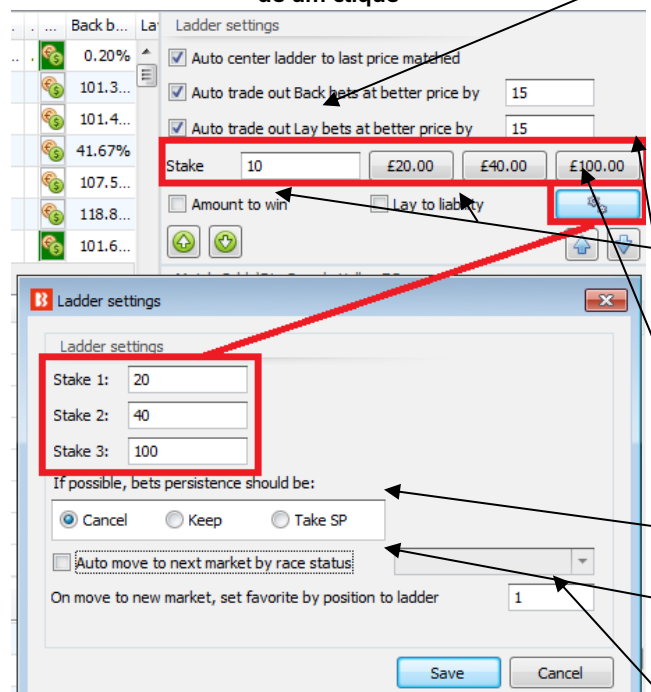 de um clique
Back b... La
Ladder settings
0.20%
Auto center ladder to last price matched
101.3...
Auto trade out Back bets at better price by 15
101.4...
Auto trade out Lay bets at better price by 15
41.67%
Stake 10 £20.00 £40.00 £100.00
107.5...
118.8...
Amount to win Lay to liability
101.6...
Ladder settings
Ladder settings
Stake 1: 20
Stake 2: 40
Stake 3: 100
If possible, bets persistence should be:
Cancel Keep Take SP
Auto move to next market by race status
On move to new market, set favorite by position to ladder 1
Save Cancel